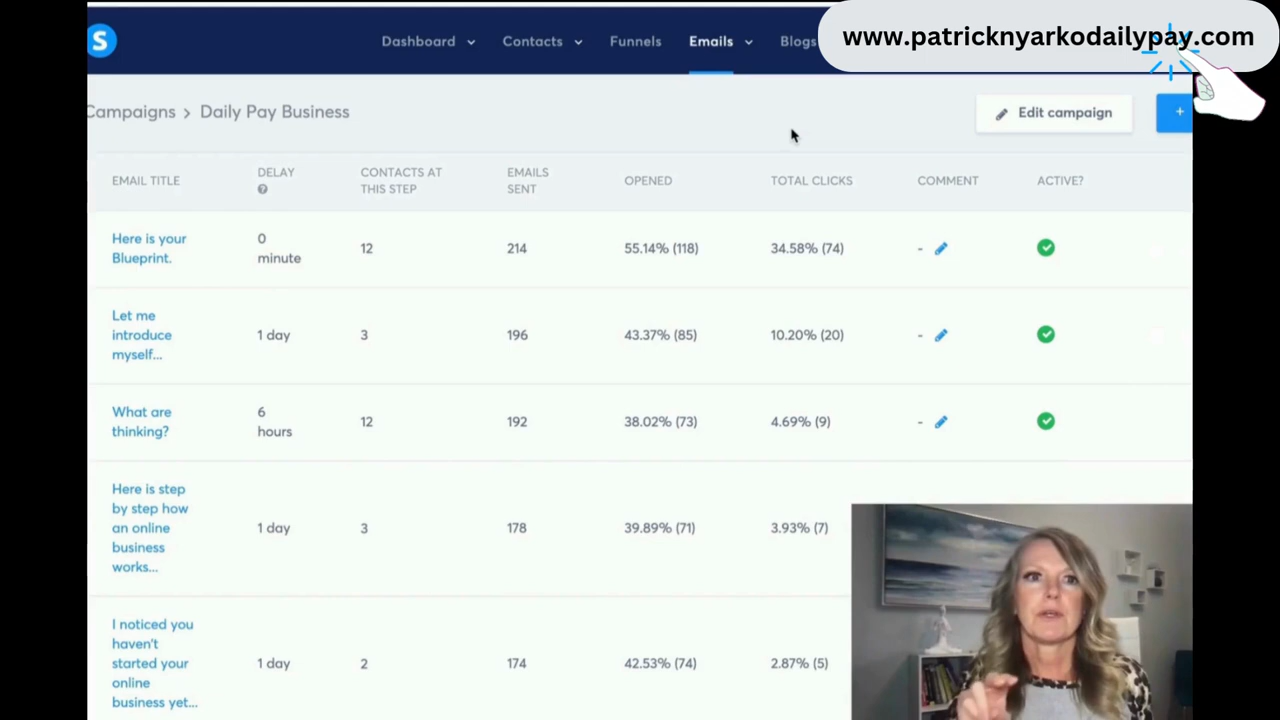 www.patricknyarkodailypay.com
S
Dashboard
Contacts
Funnels
Emails
Blogs
Campaigns > Daily Pay Business
Edit campaign
+
EMAIL TITLE
DELAY
?
CONTACTS AT
THIS STEP
EMAILS
SENT
OPENED
TOTAL CLICKS
COMMENT
ACTIVE?
Here is your
Blueprint.
0
minute
12
214
55.14% (118)
34.58% (74)
-
Let me
introduce
myself...
1 day
3
196
43.37% (85)
10.20% (20)
-
What are
thinking?
6
hours
12
192
38.02% (73)
4.69% (9)
-
Here is step
by step how
an online
business
works...
1 day
3
178
39.89% (71)
3.93% (7)
I noticed you
haven't
started your
online
business yet...
1 day
2
174
42.53% (74)
2.87% (5)